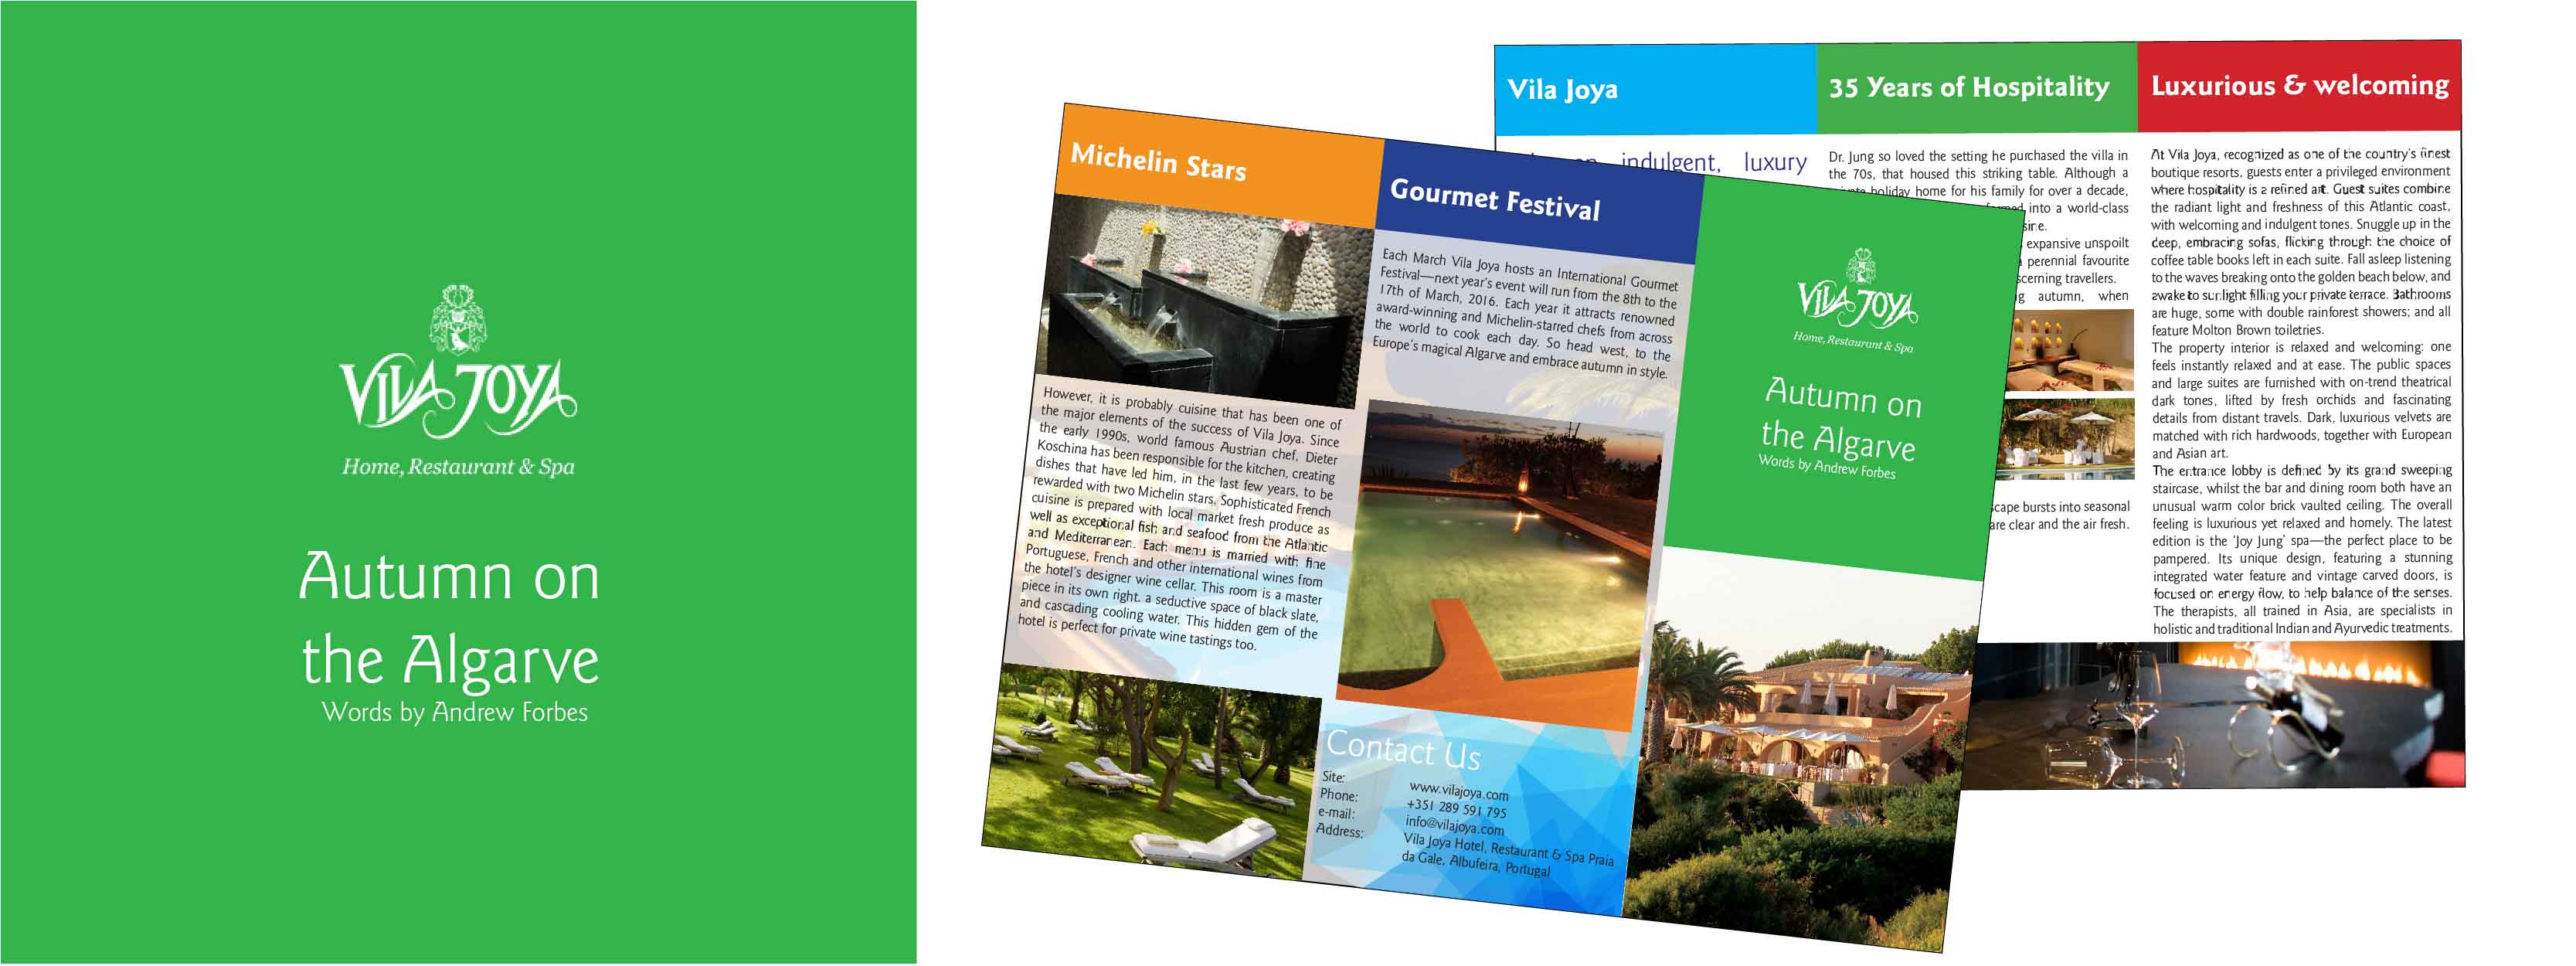 VILA JOYA
Home, Restaurant & Spa
Autumn on
the Algarve
Words by Andrew Forbes
Michelin Stars
However, it is probably cuisine that has been one of
the major elements of the success of Vila Joya. Since
the early 1990s, world famous Austrian chef, Dieter
Koschina has been responsible for the kitchen, creating
dishes that have led him, in the last few years, to be
rewarded with two Michelin stars. Sophisticated French
cuisine is prepared with local market fresh produce as
well as exceptional fish and seafood from the Atlantic
and Mediterranean. Each menu is married with fine
Portuguese, French and other international wines from
the hotel's designer wine cellar. This room is a master
piece in its own right. a seductive space of black slate,
and cascading cooling water. This hidden gem of the
hotel is perfect for private wine tastings too.
Gourmet Festival
Each March Vila Joya hosts an International Gourmet
Festival—next year's event will run from the 8th to the
17th of March, 2016. Each year it attracts renowned
award-winning and Michelin-starred chefs from across
the world to cook each day. So head west, to the
Europe's magical Algarve and embrace autumn in style.
Contact Us
Site: www.vilajoya.com
Phone: +351 289 591 795
e-mail: info@vilajoya.com
Address: Vila Joya Hotel, Restaurant & Spa Praia
da Gale, Albufeira, Portugal
VILA JOYA
Home, Restaurant & Spa
Autumn on
the Algarve
Words by Andrew Forbes
Vila Joya
indulgent, luxury
35 Years of Hospitality
Dr. Jung so loved the setting he purchased the villa in
the 70s, that housed this striking table. Although a
holiday home for his family for over a decade,
into a world-class
expansive unspoilt
perennial favourite
travellers.
autumn, when
bursts into seasonal
are clear and the air fresh.
Luxurious & welcoming
At Vila Joya, recognized as one of the country's finest
boutique resorts, guests enter a privileged environment
where hospitality is a refined art. Guest suites combine
the radiant light and freshness of this Atlantic coast,
with welcoming and indulgent tones. Snuggle up in the
deep, embracing sofas, flicking through the choice of
coffee table books left in each suite. Fall asleep listening
to the waves breaking onto the golden beach below, and
awake to sunlight filling your private terrace. Bathrooms
are huge, some with double rainforest showers; and all
feature Molton Brown toiletries.
The property interior is relaxed and welcoming: one
feels instantly relaxed and at ease. The public spaces
and large suites are furnished with on-trend theatrical
dark tones, lifted by fresh orchids and fascinating
details from distant travels. Dark, luxurious velvets are
matched with rich hardwoods, together with European
and Asian art.
The entrance lobby is defined by its grand sweeping
staircase, whilst the bar and dining room both have an
unusual warm color brick vaulted ceiling. The overall
feeling is luxurious yet relaxed and homely. The latest
edition is the 'Joy Jung' spa—the perfect place to be
pampered. Its unique design, featuring a stunning
integrated water feature and vintage carved doors, is
focused on energy flow, to help balance of the senses.
The therapists, all trained in Asia, are specialists in
holistic and traditional Indian and Ayurvedic treatments.